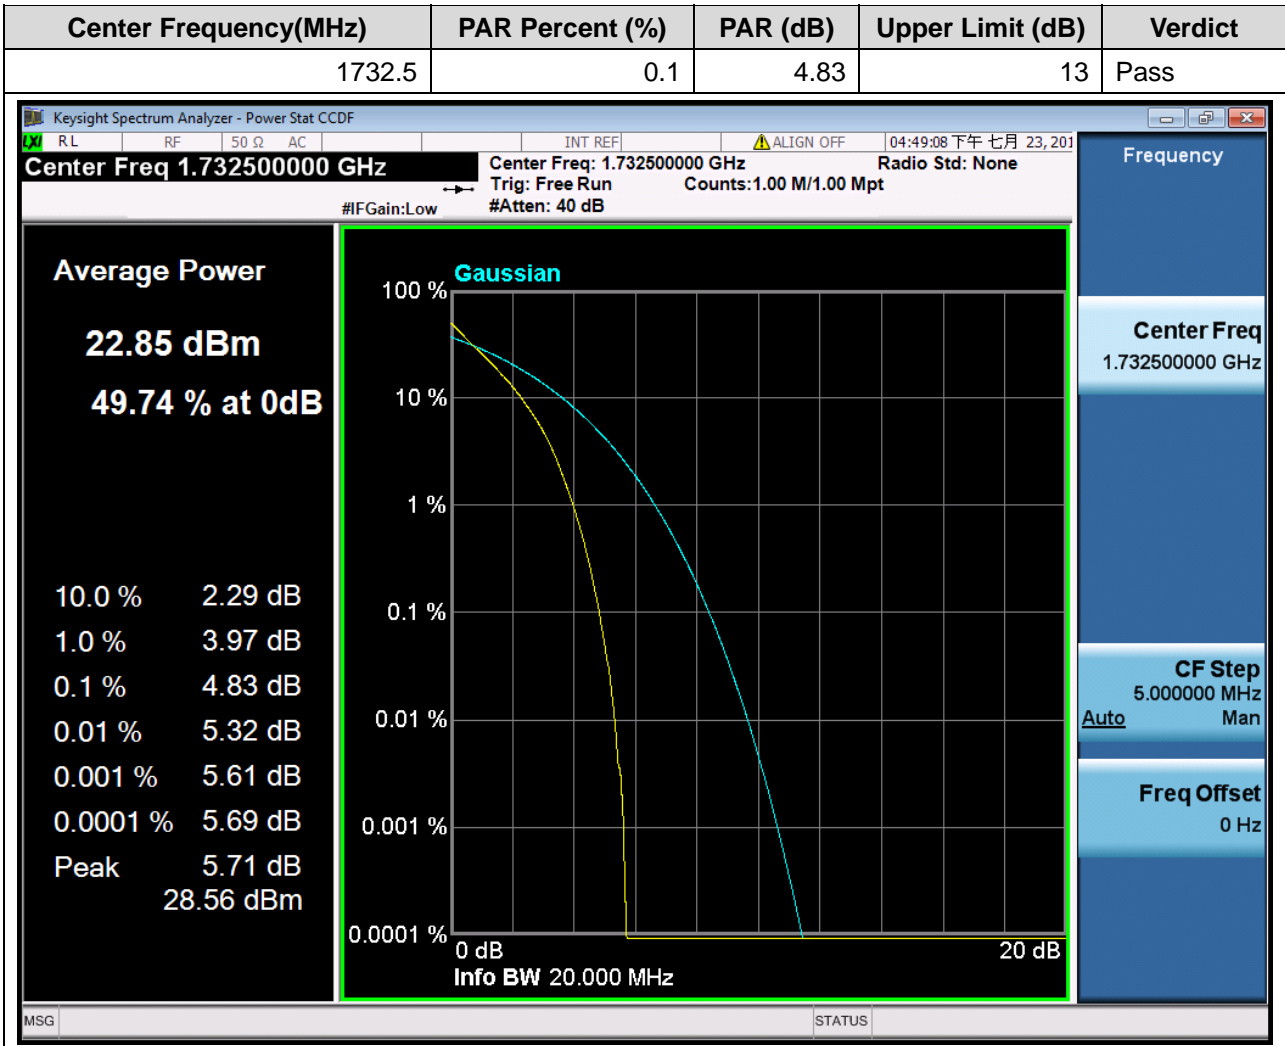 Center Frequency(MHz) PAR Percent (%) PAR (dB) Upper Limit (dB) Verdict
1732.5 0.1 4.83 13 Pass
Keysight Spectrum Analyzer - Power Stat CCDF
LXI RL RF 50 Ω AC INT REF ALIGN OFF 04:49:08 下午 七月 23, 201
Center Freq 1.732500000 GHz
Center Freq: 1.732500000 GHz Radio Std: None
Trig: Free Run Counts:1.00 M/1.00 Mpt
#IFGain:Low #Atten: 40 dB
Average Power
22.85 dBm
49.74 % at 0dB
10.0 % 2.29 dB
1.0 % 3.97 dB
0.1 % 4.83 dB
0.01 % 5.32 dB
0.001 % 5.61 dB
0.0001 % 5.69 dB
Peak 5.71 dB
28.56 dBm
Gaussian
100 %
10 %
1 %
0.1 %
0.01 %
0.001 %
0.0001 %
0 dB 20 dB
Info BW 20.000 MHz
Frequency
Center Freq
1.732500000 GHz
CF Step
5.000000 MHz
Auto Man
Freq Offset
0 Hz
MSG STATUS